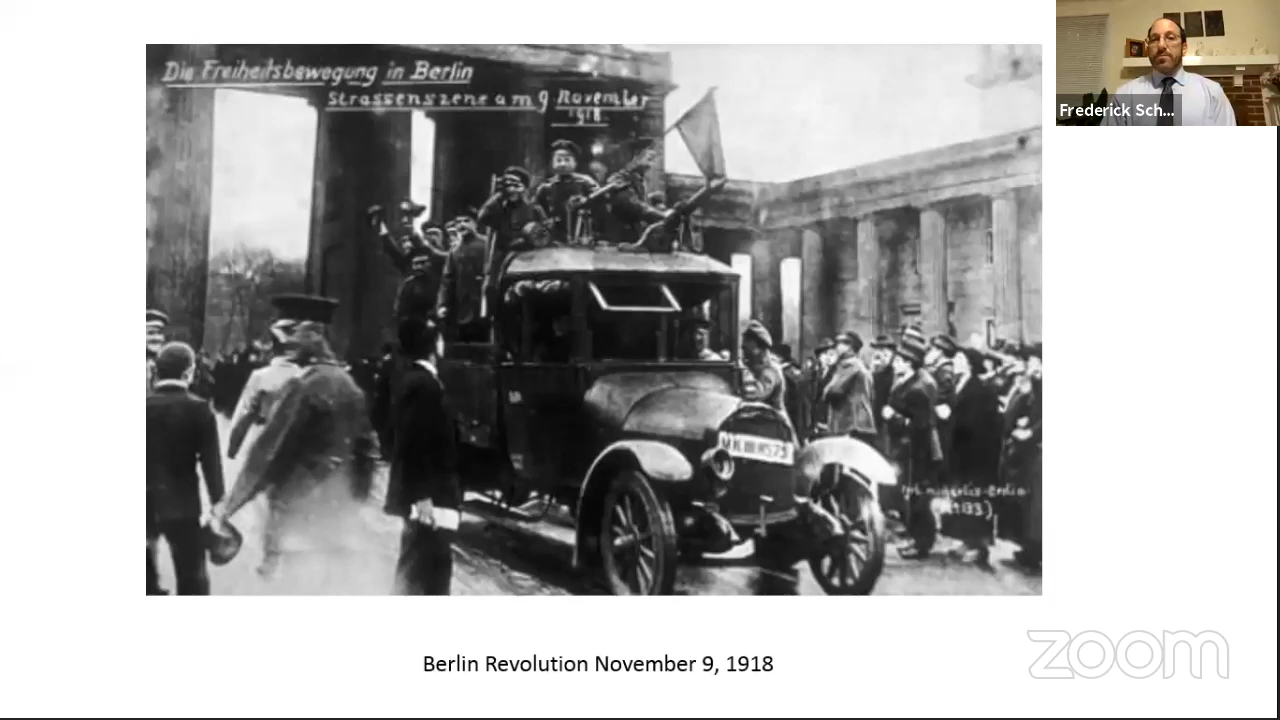 Die Freiheitsbewegung in Berlin
Strassenszene am 9 November
1918.
Frederick Sch...
Berlin Revolution November 9, 1918
zoom